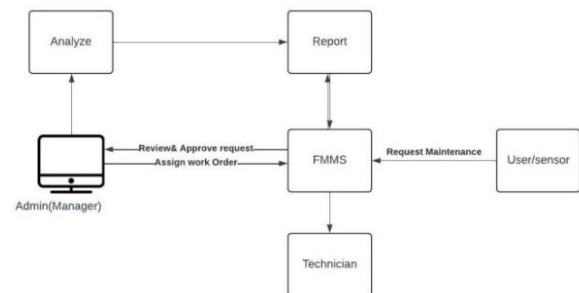 Analyze
Report
Review& Approve request
Assign work Order
FMMS
Request Maintenance
User/sensor
Admin(Manager)
Technician